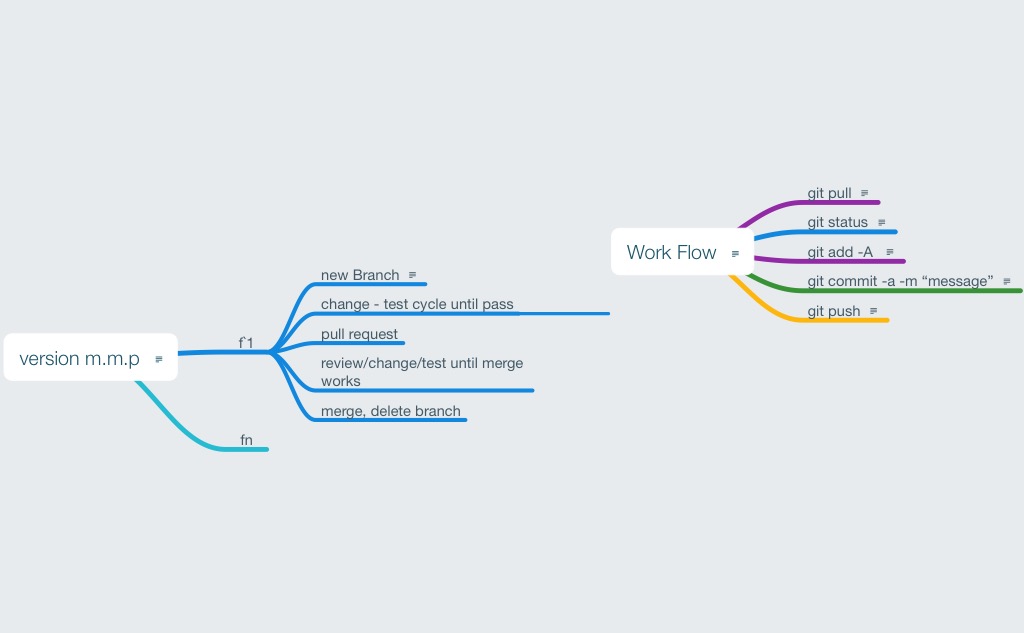 version m.m.p
f`1
new Branch
change - test cycle until pass
pull request
review/change/test until merge
works
merge, delete branch
fn
Work Flow
git pull
git status
git add -A
git commit -a -m “message”
git push